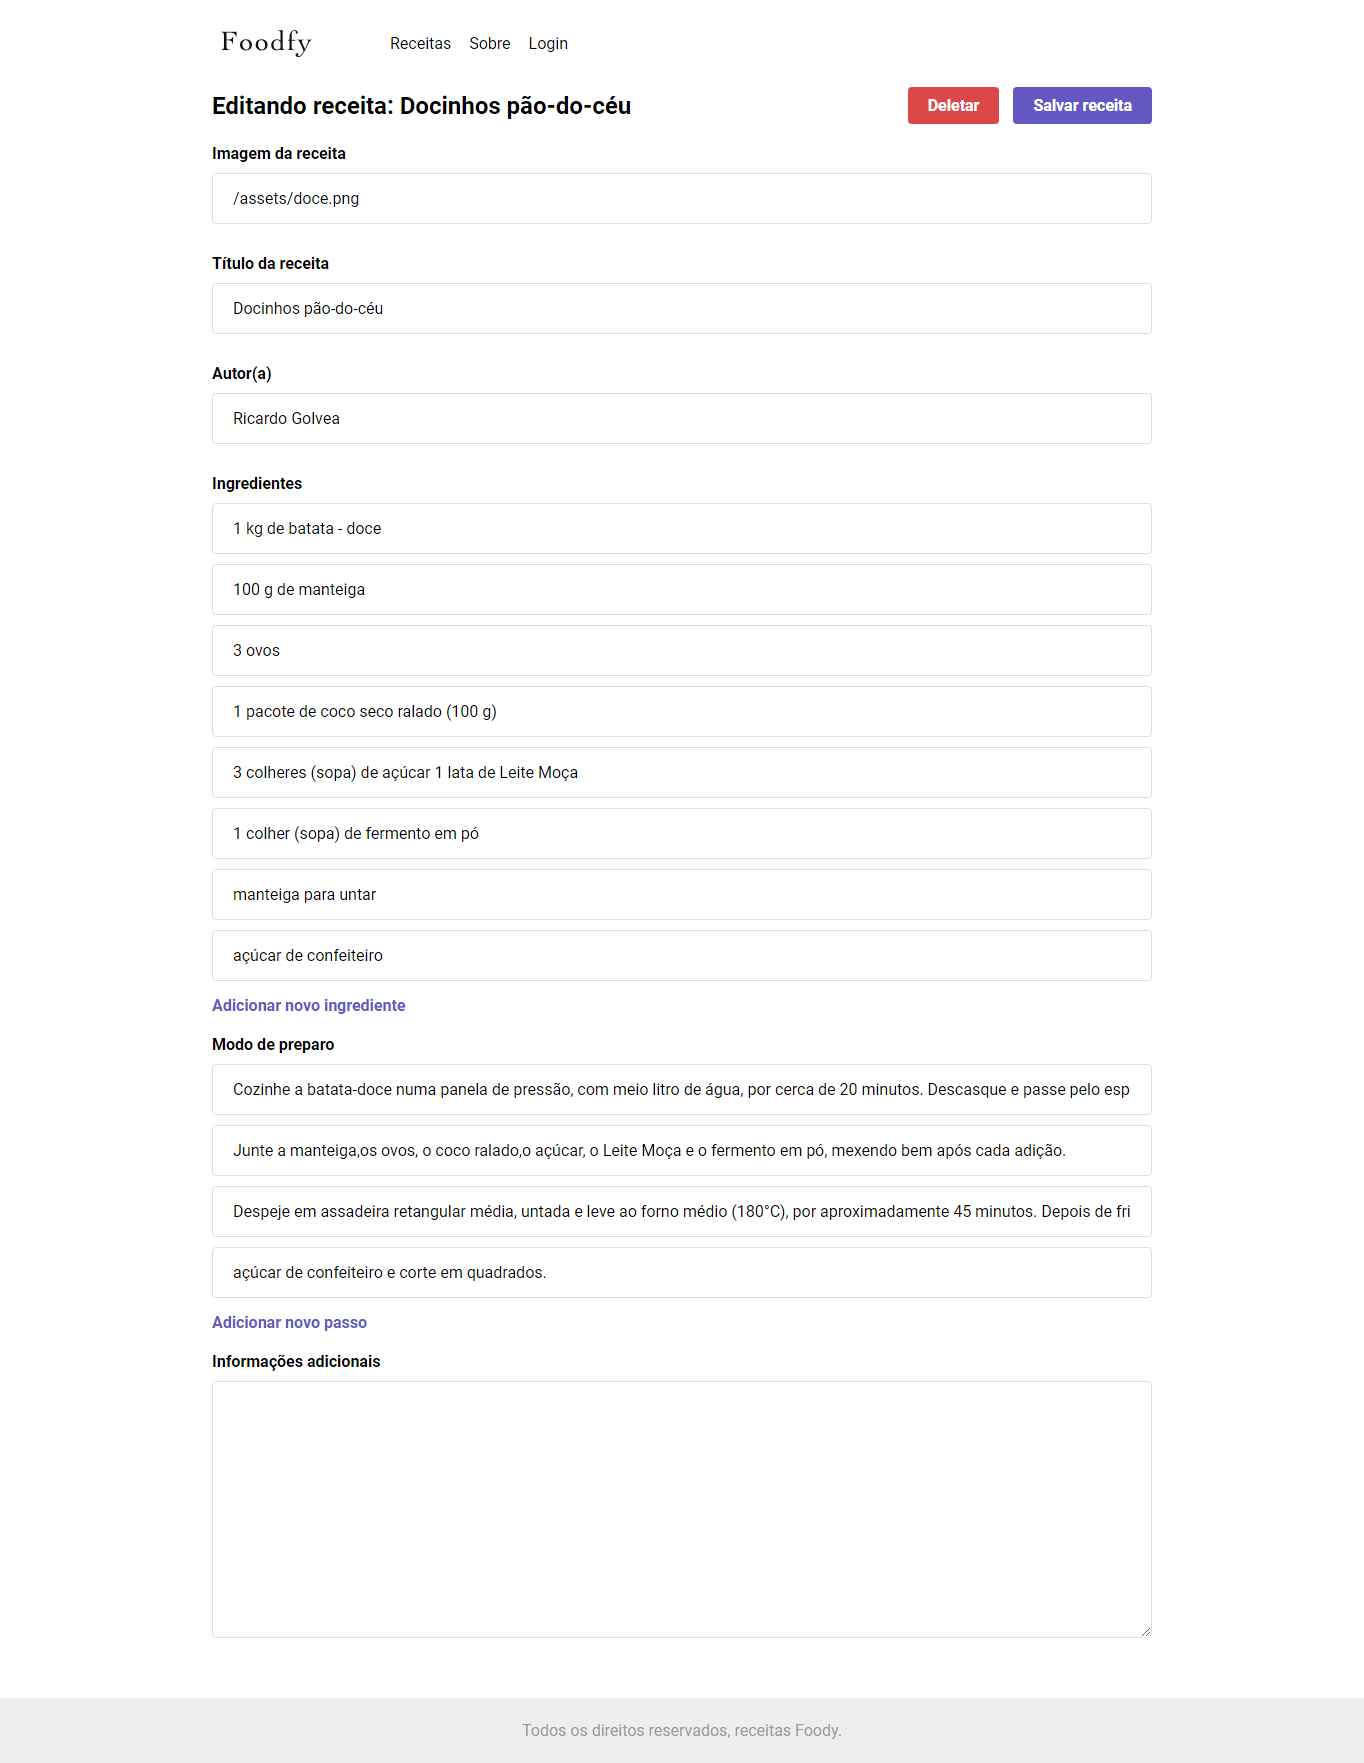 Foodfy
Receitas Sobre Login
Editando receita: Docinhos pão-do-céu
Deletar
Salvar receita
Imagem da receita
/assets/doce.png
Título da receita
Docinhos pão-do-céu
Autor(a)
Ricardo Golvea
Ingredientes
1 kg de batata - doce
100 g de manteiga
3 ovos
1 pacote de coco seco ralado (100 g)
3 colheres (sopa) de açúcar 1 lata de Leite Moça
1 colher (sopa) de fermento em pó
manteiga para untar
açúcar de confeiteiro
Adicionar novo ingrediente
Modo de preparo
Cozinhe a batata-doce numa panela de pressão, com meio litro de água, por cerca de 20 minutos. Descasque e passe pelo esp
Junte a manteiga,os ovos, o coco ralado,o açúcar, o Leite Moça e o fermento em pó, mexendo bem após cada adição.
Despeje em assadeira retangular média, untada e leve ao forno médio (180°C), por aproximadamente 45 minutos. Depois de fri
açúcar de confeiteiro e corte em quadrados.
Adicionar novo passo
Informações adicionais
Todos os direitos reservados, receitas Foody.